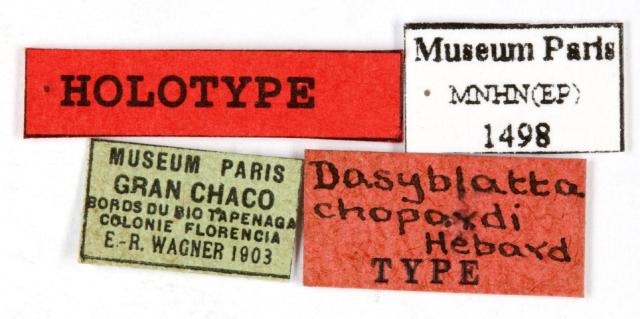 HOLOTYPE
Museum Paris
MNHN(EP)
1498
MUSEUM PARIS
GRAN CHACO
BORDS DU RIO TAPENAGA
COLONIE FLORENCIA
E.-R. WAGNER 1903
Dasyblatta
chopardi
Hebard
TYPE